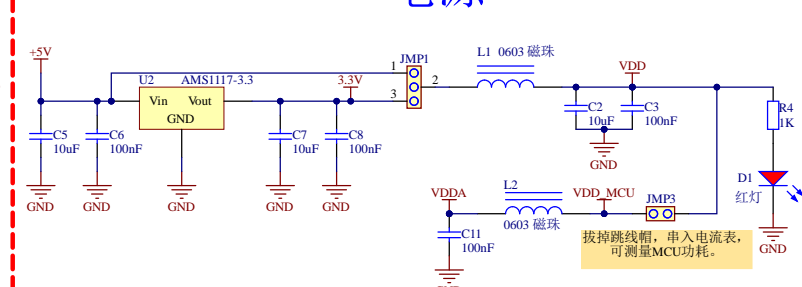 电源
+5V
U2 AMS1117-3.3
Vin Vout
GND
C5
10uF
C6
100nF
C7
10uF
C8
100nF
3.3V
GND GND GND GND GND
JMP1
1
2
3
L1 0603 磁珠
VDD
C2
10uF
C3
100nF
GND
R4
1K
D1
红灯
GND
VDDA
L2
0603 磁珠
VDD_MCU
JMP3
C11
100nF
GND
拔掉跳线帽，串入电流表，
可测量MCU功耗。